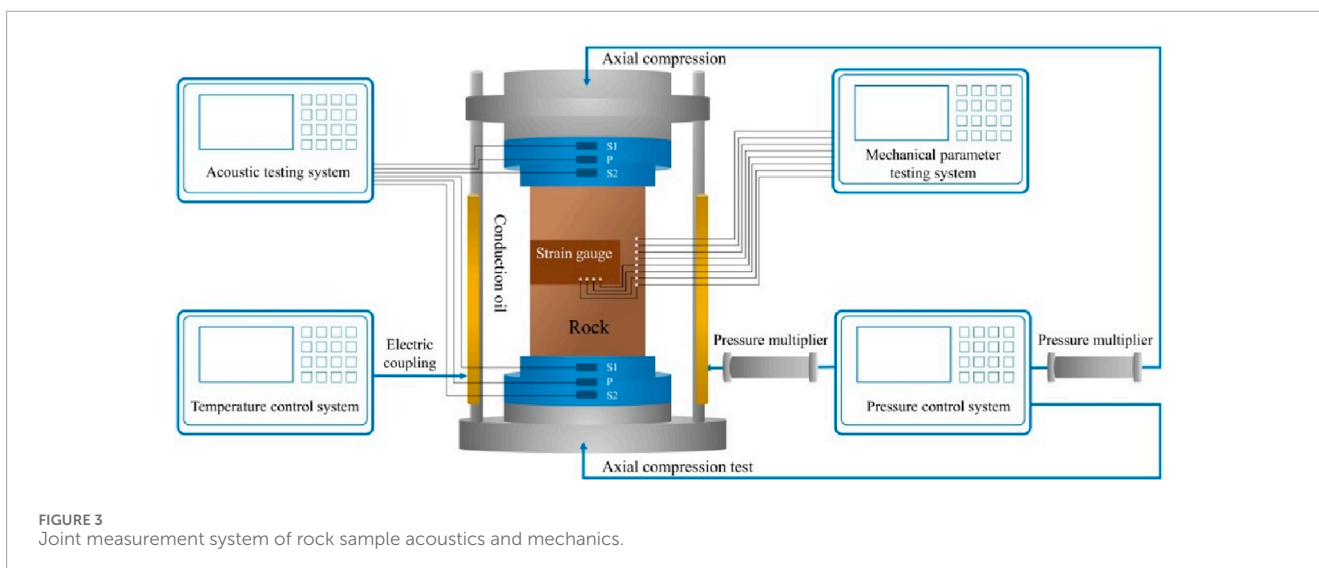 Axial compression
Acoustic testing system
S1
P
S2
Mechanical parameter
testing system
Conduction oil
Strain gauge
Rock
Electric
coupling
Temperature control system
Pressure multiplier
Pressure multiplier
Pressure control system
S1
P
S2
Axial compression test
FIGURE 3
Joint measurement system of rock sample acoustics and mechanics.